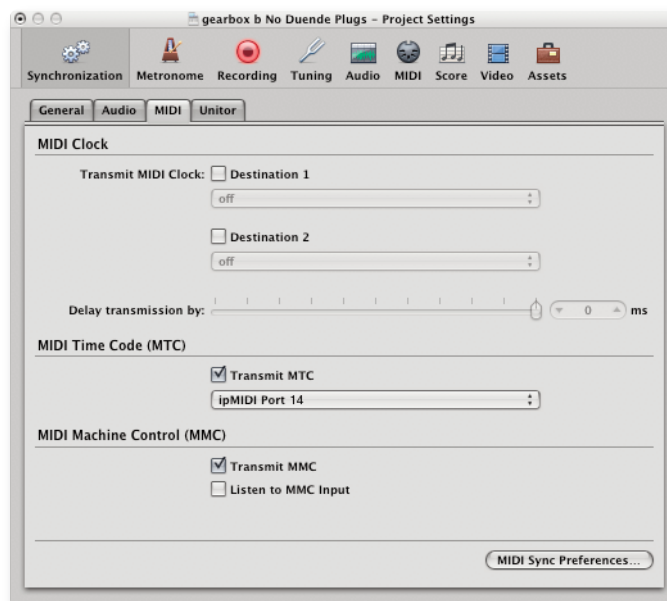 gearbox b No Duende Plugs – Project Settings
Synchronization Metronome Recording Tuning Audio MIDI Score Video Assets
General Audio MIDI Unitor
MIDI Clock
Transmit MIDI Clock: Destination 1
off
Destination 2
off
Delay transmission by: 0 ms
MIDI Time Code (MTC)
Transmit MTC
ipMIDI Port 14
MIDI Machine Control (MMC)
Transmit MMC
Listen to MMC Input
MIDI Sync Preferences...